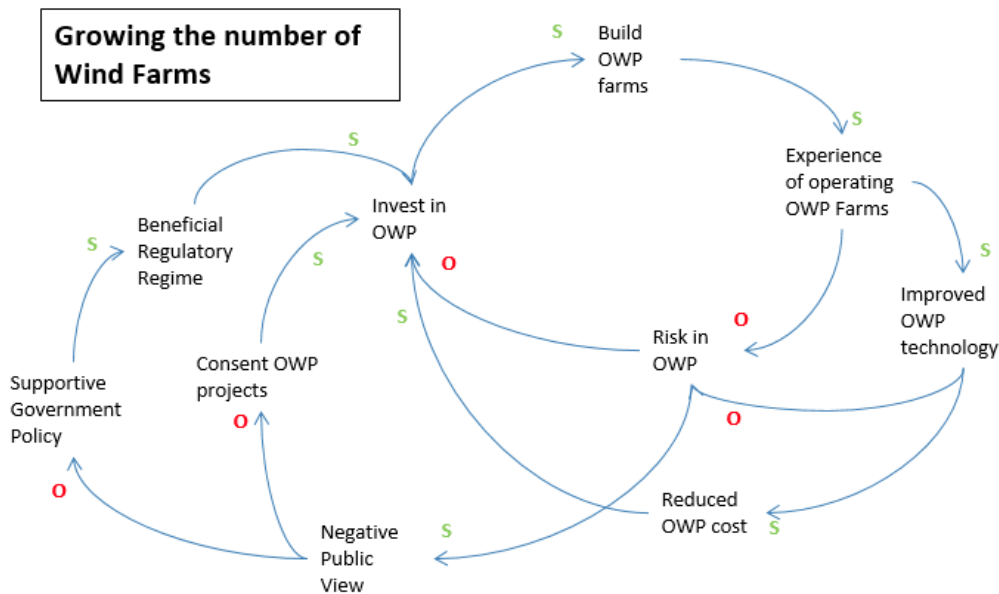 Growing the number of
Wind Farms
S
Build
OWP
farms
S
Experience
of operating
OWP Farms
S
Invest in
OWP
O
S
Beneficial
Regulatory
Regime
S
S
S
Improved
OWP
technology
O
Risk in
OWP
O
S
Consent OWP
projects
O
Supportive
Government
Policy
O
Reduced
OWP cost
S
Negative
Public
View
S